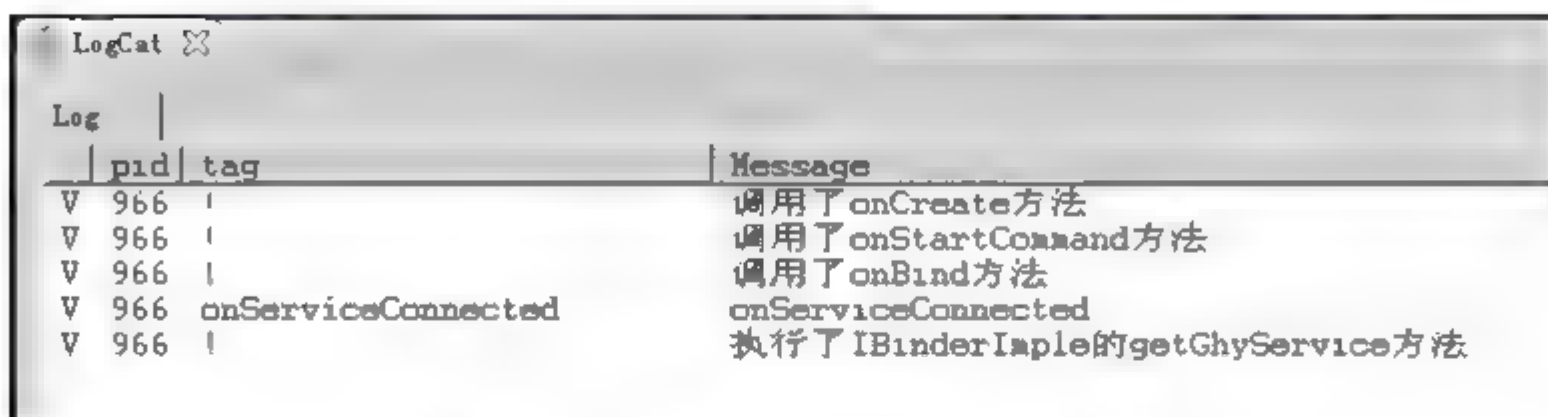 LogCat
Log
pid tag Message
V 966 ! 调用了onCreate方法
V 966 ! 调用了onStartCommand方法
V 966 ! 调用了onBind方法
V 966 onServiceConnected onServiceConnected
V 966 ! 执行了IBinderImple的getGhyService方法